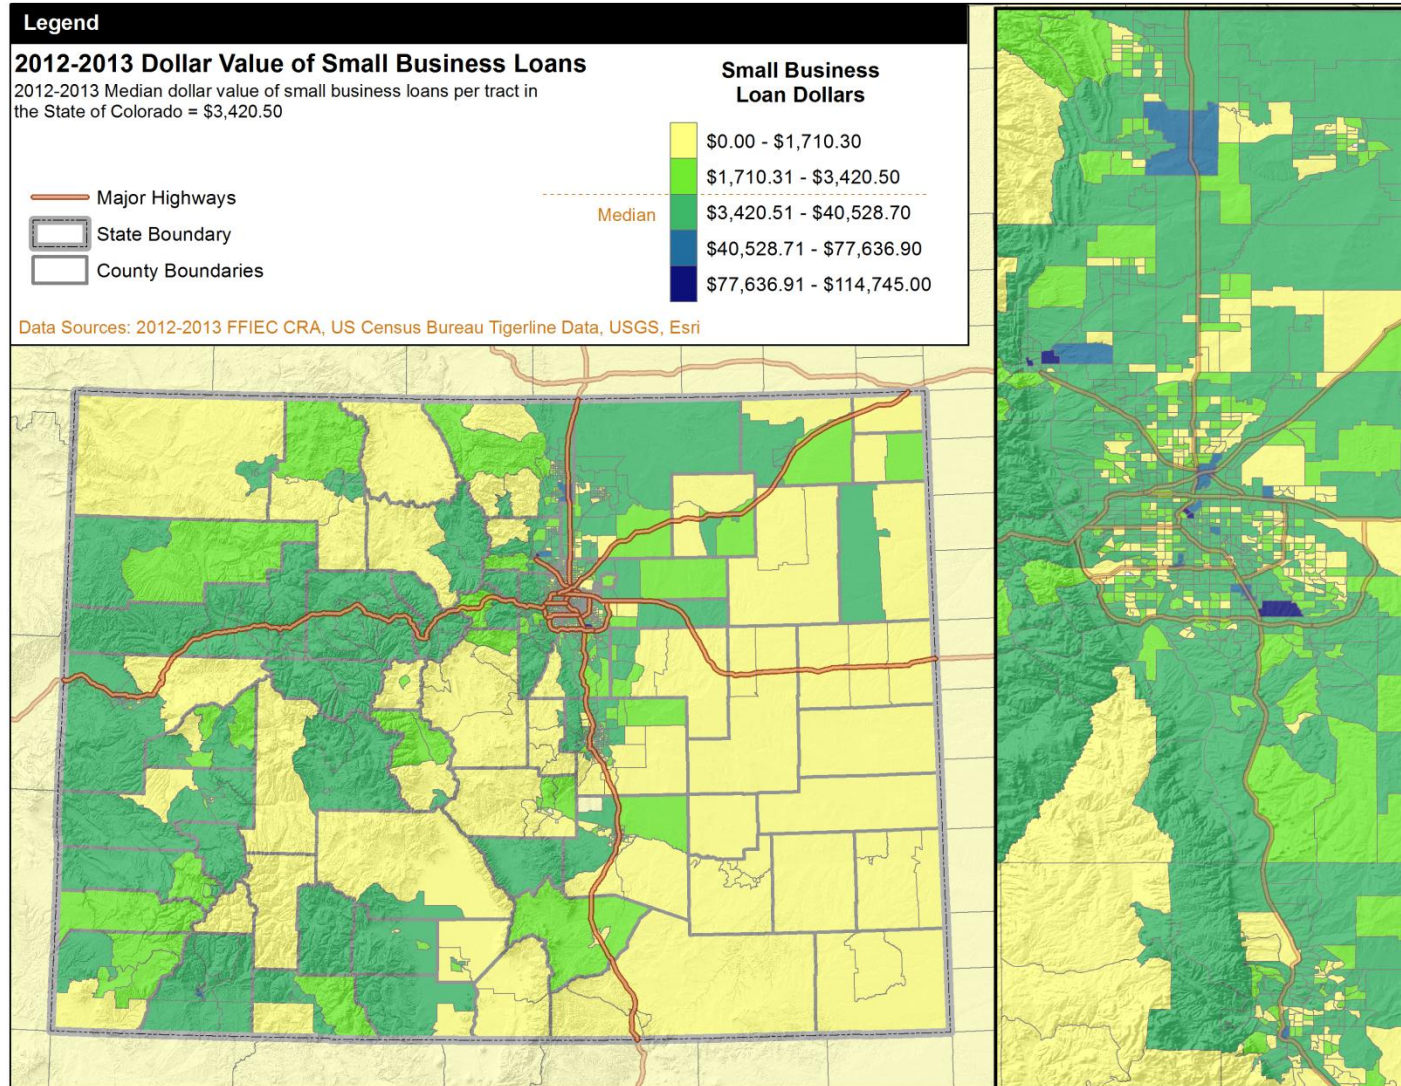 Legend
2012-2013 Dollar Value of Small Business Loans
2012-2013 Median dollar value of small business loans per tract in
the State of Colorado = $3,420.50
Major Highways
State Boundary
County Boundaries
Small Business
Loan Dollars
$0.00 - $1,710.30
$1,710.31 - $3,420.50
Median
$3,420.51 - $40,528.70
$40,528.71 - $77,636.90
$77,636.91 - $114,745.00
Data Sources: 2012-2013 FFIEC CRA, US Census Bureau Tigerline Data, USGS, Esri